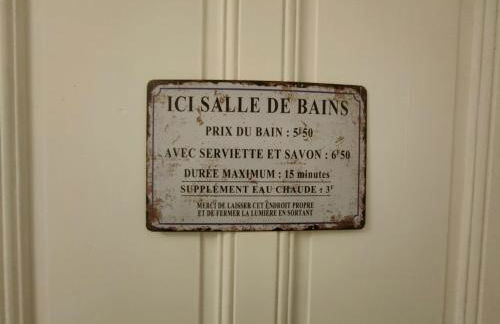 ICI SALLE DE BAINS
PRIX DU BAIN : 5F50
AVEC SERVIETTE ET SAVON : 6F50
DURÉE MAXIMUM : 15 minutes
SUPPLÉMENT EAU CHAUDE : 3F
MERCI DE LAISSER CET ENDROIT PROPRE
ET DE FERMER LA LUMIERE EN SORTANT